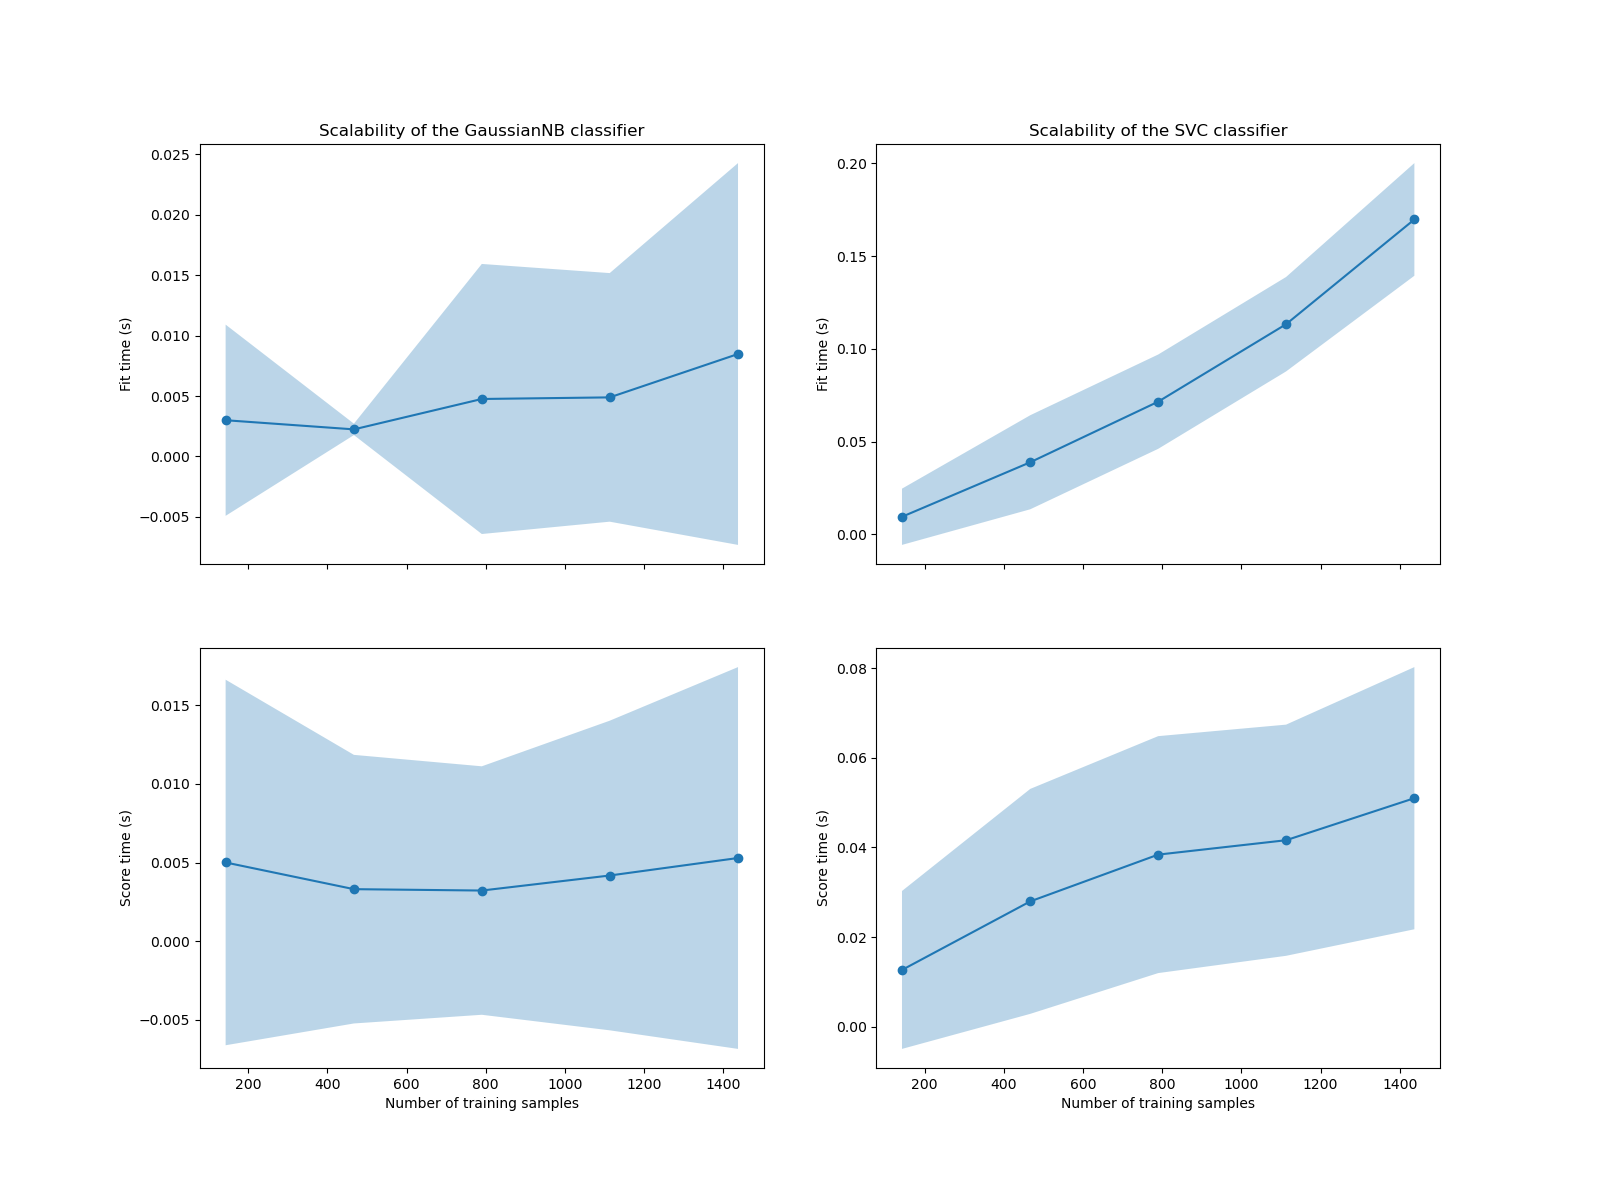 Scalability of the GaussianNB classifier
0.025
0.020
0.015
0.010
0.005
0.000
−0.005
Fit time (s)
Scalability of the SVC classifier
0.20
0.15
0.10
0.05
0.00
Fit time (s)
0.015
0.010
0.005
0.000
−0.005
Score time (s)
200 400 600 800 1000 1200 1400
Number of training samples
0.08
0.06
0.04
0.02
0.00
Score time (s)
200 400 600 800 1000 1200 1400
Number of training samples